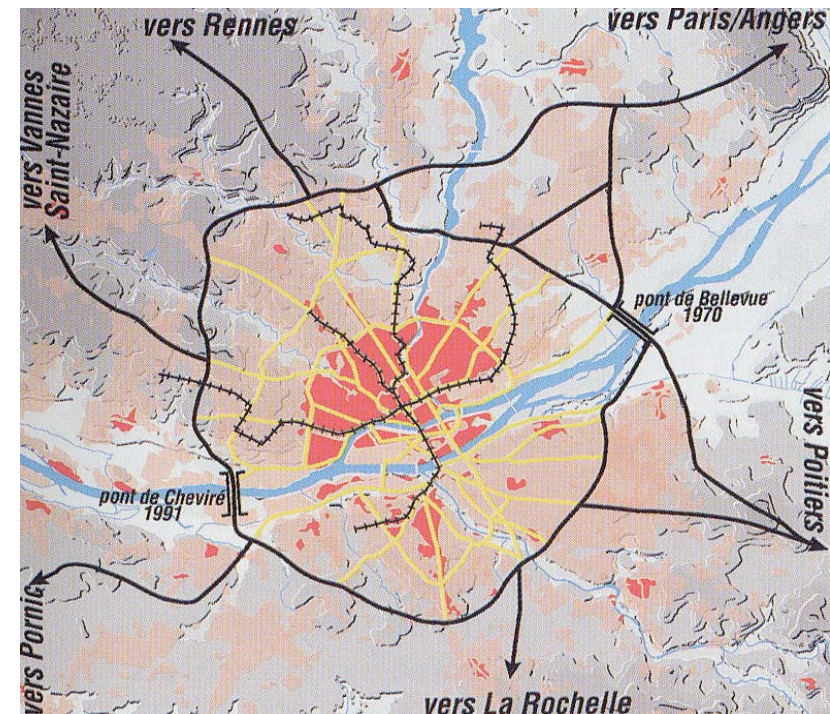 vers Rennes
vers Paris/Angers
vers Vannes
Saint-Nazaire
pont de Bellevue
1970
pont de Cheviré
1991
vers Poitiers
vers Pornic
vers La Rochelle